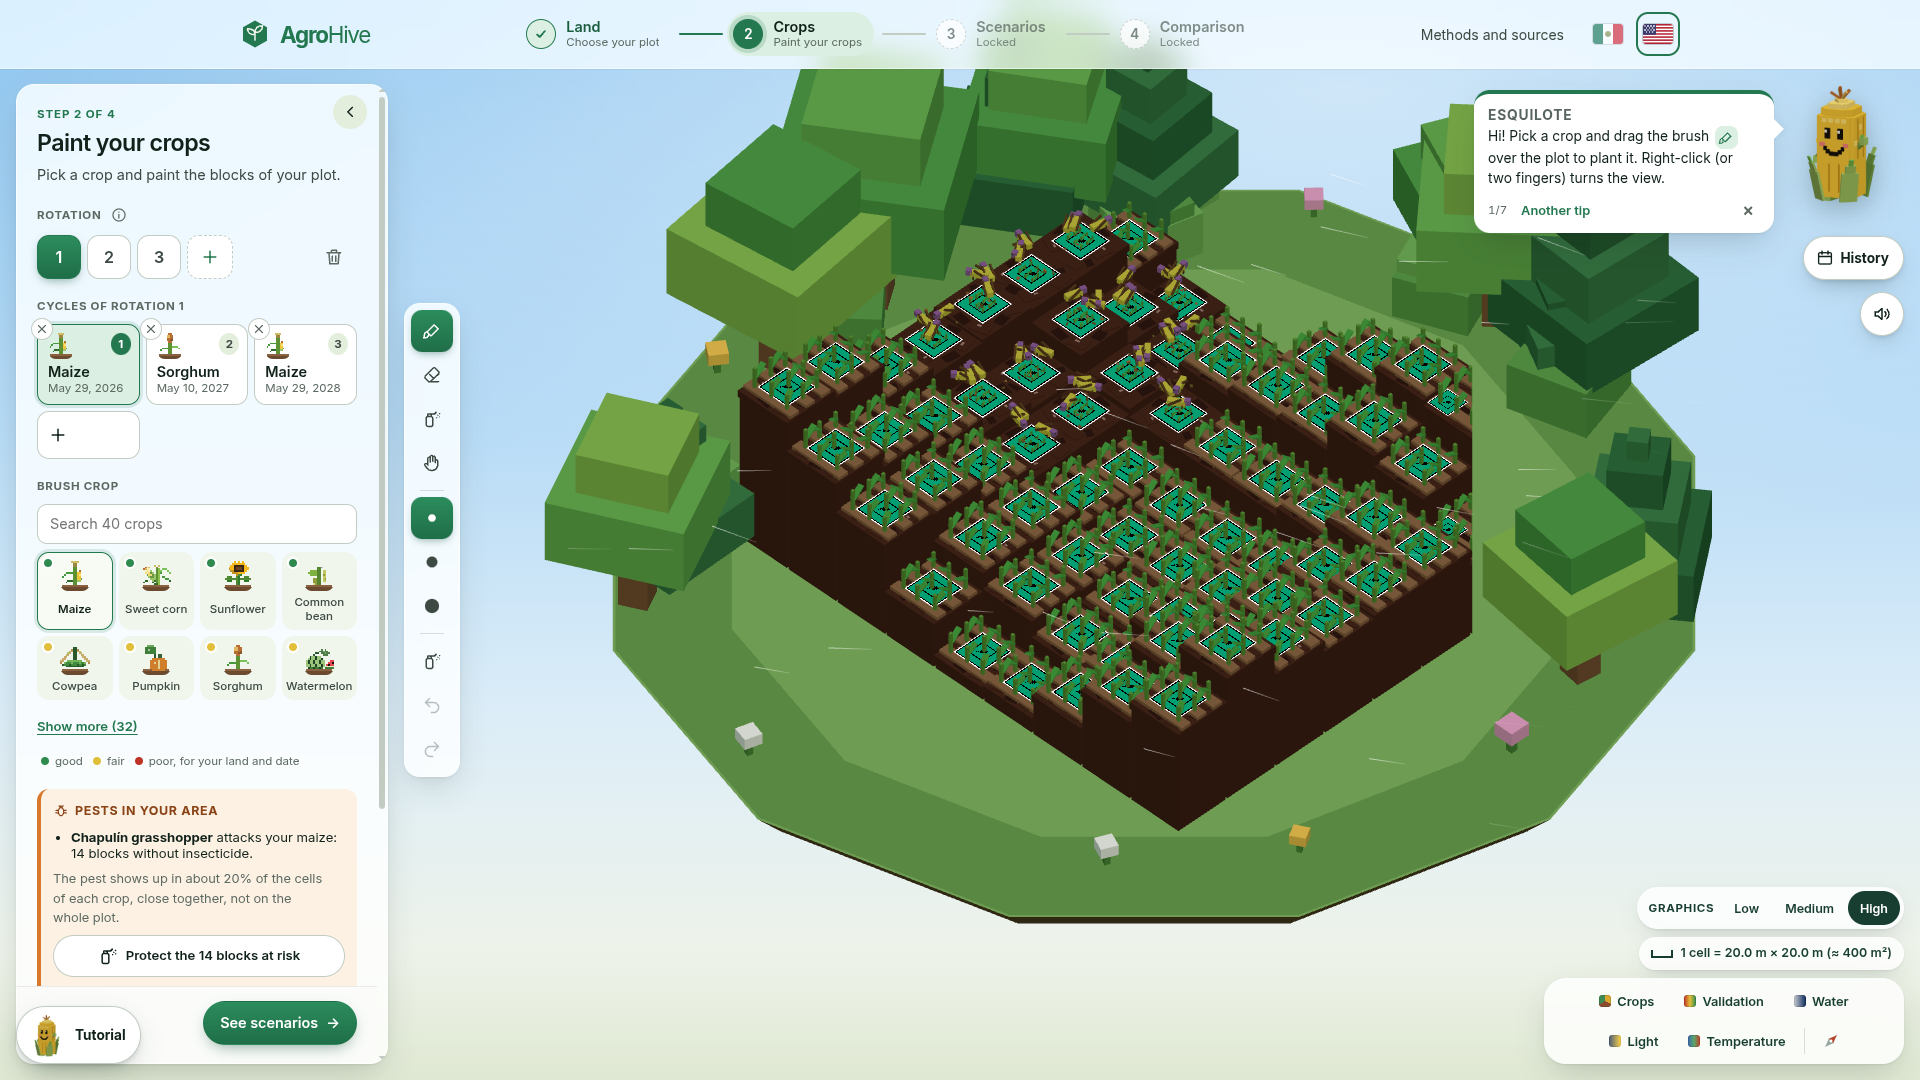 AgroHive
Land
Choose your plot
2
Crops
Paint your crops
3
Scenarios
Locked
4
Comparison
Locked
Methods and sources
STEP 2 OF 4
Paint your crops
Pick a crop and paint the blocks of your plot.
ROTATION
1
2
3
CYCLES OF ROTATION 1
1
Maize
May 29, 2026
2
Sorghum
May 10, 2027
3
Maize
May 29, 2028
BRUSH CROP
Search 40 crops
Maize
Sweet corn
Sunflower
Common
bean
Cowpea
Pumpkin
Sorghum
Watermelon
Show more (32)
good
fair
poor, for your land and date
PESTS IN YOUR AREA
• Chapulín grasshopper attacks your maize:
14 blocks without insecticide.
The pest shows up in about 20% of the cells
of each crop, close together, not on the
whole plot.
Protect the 14 blocks at risk
Tutorial
See scenarios →
ESQUILOTE
Hi! Pick a crop and drag the brush
over the plot to plant it. Right-click (or
two fingers) turns the view.
1/7
Another tip
History
GRAPHICS
Low
Medium
High
1 cell = 20.0 m × 20.0 m (≈ 400 m²)
Crops
Validation
Water
Light
Temperature